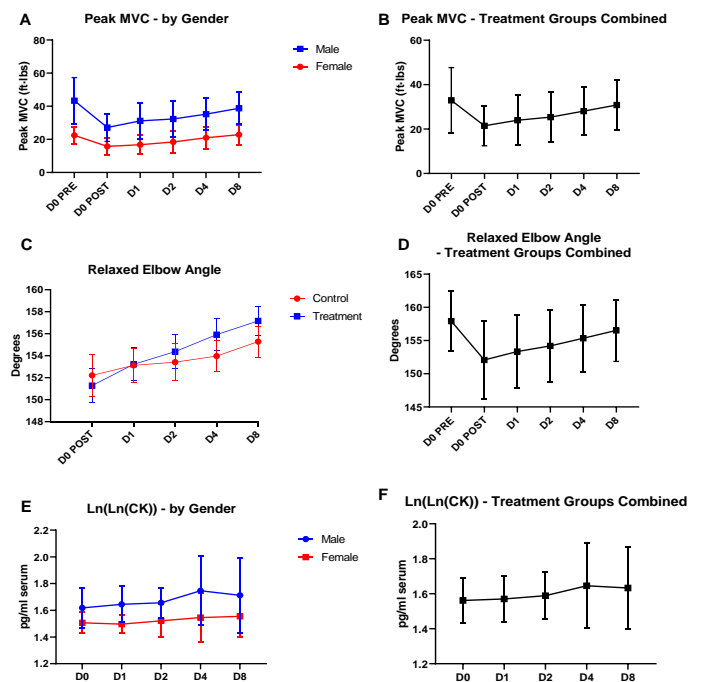 A
Peak MVC - by Gender
Peak MVC (ft·lbs)
80
60
40
20
0
D0 PRE
D0 POST
D1
D2
D4
D8
Male
Female
B
Peak MVC - Treatment Groups Combined
Peak MVC (ft·lbs)
60
40
20
0
D0 PRE
D0 POST
D1
D2
D4
D8
C
Relaxed Elbow Angle
Degrees
160
158
156
154
152
150
148
D0 POST
D1
D2
D4
D8
Control
Treatment
D
Relaxed Elbow Angle
- Treatment Groups Combined
Degrees
165
160
155
150
145
D0 PRE
D0 POST
D1
D2
D4
D8
E
Ln(Ln(CK)) - by Gender
pg/ml serum
2.2
2.0
1.8
1.6
1.4
1.2
D0
D1
D2
D4
D8
Male
Female
F
Ln(Ln(CK)) - Treatment Groups Combined
pg/ml serum
2.0
1.8
1.6
1.4
1.2
D0
D1
D2
D4
D8